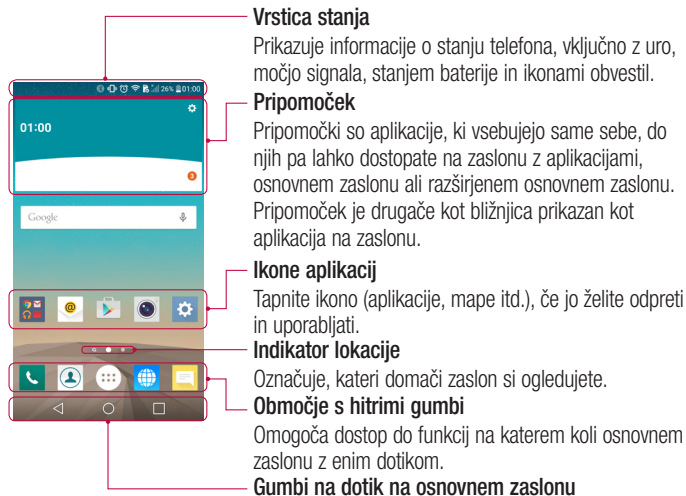 Vrstica stanja
Prikazuje informacije o stanju telefona, vključno z uro,
močjo signala, stanjem baterije in ikonami obvestil.
26% 01:00
01:00
3
Google
Pripomoček
Pripomočki so aplikacije, ki vsebujejo same sebe, do
njih pa lahko dostopate na zaslonu z aplikacijami,
osnovnem zaslonu ali razširjenem osnovnem zaslonu.
Pripomoček je drugače kot bližnjica prikazan kot
aplikacija na zaslonu.
Ikone aplikacij
Tapnite ikono (aplikacije, mape itd.), če jo želite odpreti
in uporabljati.
Indikator lokacije
Označuje, kateri domači zaslon si ogledujete.
Območje s hitrimi gumbi
Omogoča dostop do funkcij na katerem koli osnovnem
zaslonu z enim dotikom.
Gumbi na dotik na osnovnem zaslonu